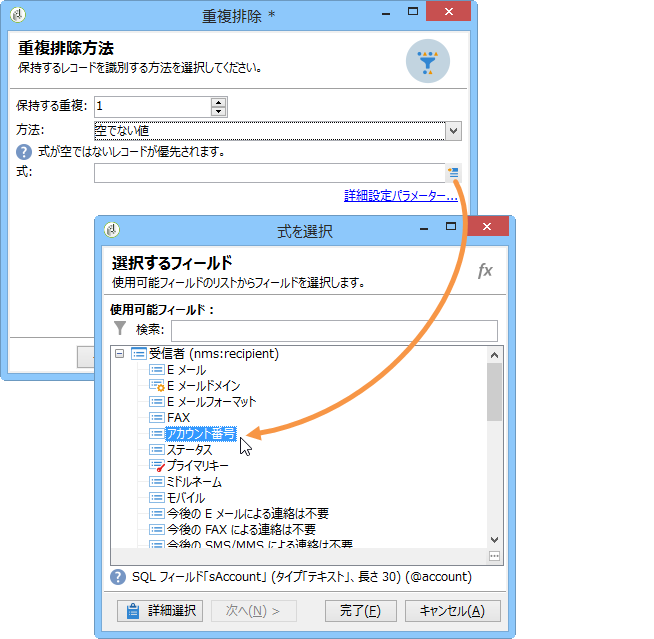 重複排除 *
重複排除方法
保持するレコードを識別する方法を選択してください。
保持する重複: 1
方法: 空でない値
式が空ではないレコードが優先されます。
式:
詳細設定パラメーター...
式を選択
選択するフィールド
使用可能フィールドのリストからフィールドを選択します。
fx
使用可能フィールド：
検索:
受信者 (nms:recipient)
E メール
E メールドメイン
E メールフォーマット
FAX
アカウント番号
ステータス
プライマリキー
ミドルネーム
モバイル
今後の E メールによる連絡は不要
今後の FAX による連絡は不要
今後の SMS/MMS による連絡は不要
SQL フィールド「sAccount」 (タイプ「テキスト」、長さ 30) (@account)
詳細選択 次へ(N) > 完了(F) キャンセル(A)